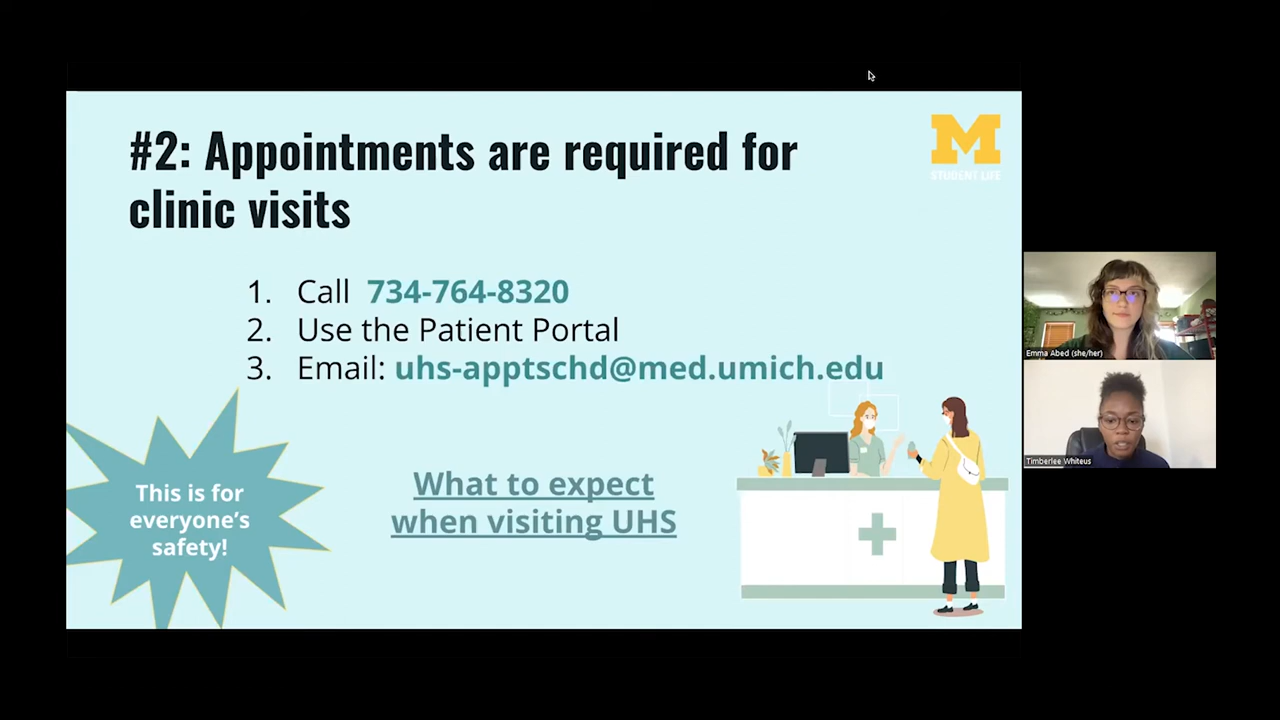 #2: Appointments are required for
clinic visits
M
STUDENT LIFE
1. Call 734-764-8320
2. Use the Patient Portal
3. Email: uhs-apptschd@med.umich.edu
This is for
everyone's
safety!
What to expect
when visiting UHS
Emma Abed (she/her)
Timberlee Whiteus